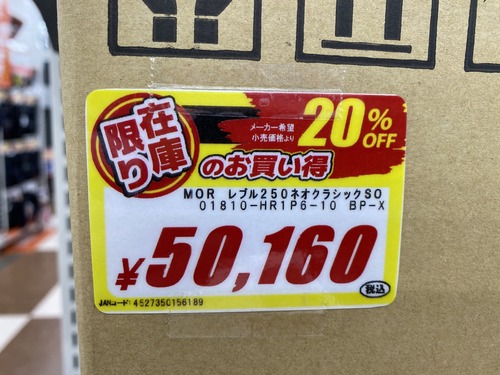 在庫
限り
メーカー希望
小売価格より
20%
OFF
のお買い得
MOR レブル250ネオクラシックSO
01810-HR1P6-10 BP-X
¥50,160
税込
JANコード: 4527350156189